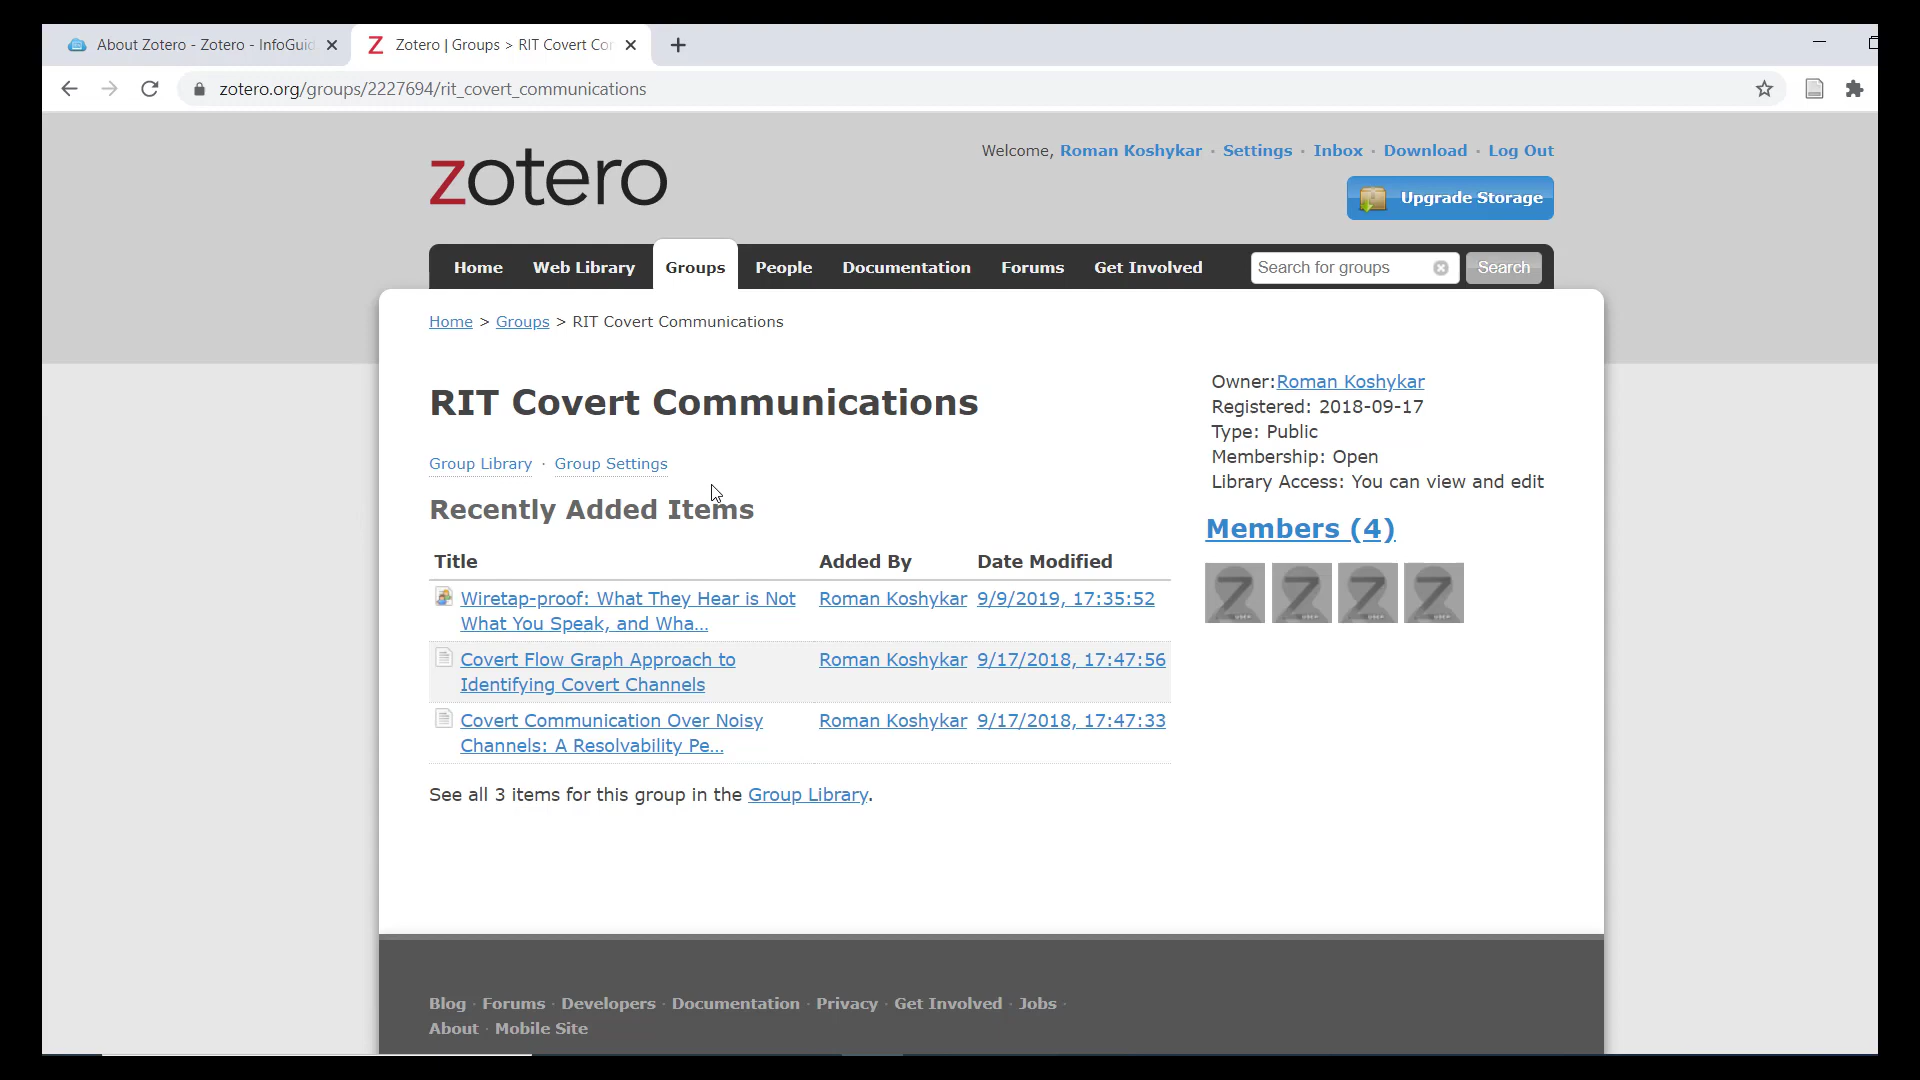 About Zotero - Zotero - InfoGuid
Zotero | Groups > RIT Covert Co
zotero.org/groups/2227694/rit_covert_communications
zotero
Welcome, Roman Koshykar · Settings · Inbox · Download · Log Out
Upgrade Storage
Home Web Library Groups People Documentation Forums Get Involved Search for groups Search
Home > Groups > RIT Covert Communications
RIT Covert Communications
Group Library · Group Settings
Recently Added Items
Title Added By Date Modified
Wiretap-proof: What They Hear is Not Roman Koshykar 9/9/2019, 17:35:52
What You Speak, and Wha...
Covert Flow Graph Approach to Roman Koshykar 9/17/2018, 17:47:56
Identifying Covert Channels
Covert Communication Over Noisy Roman Koshykar 9/17/2018, 17:47:33
Channels: A Resolvability Pe...
See all 3 items for this group in the Group Library.
Owner:Roman Koshykar
Registered: 2018-09-17
Type: Public
Membership: Open
Library Access: You can view and edit
Members (4)
Blog · Forums · Developers · Documentation · Privacy · Get Involved · Jobs ·
About · Mobile Site